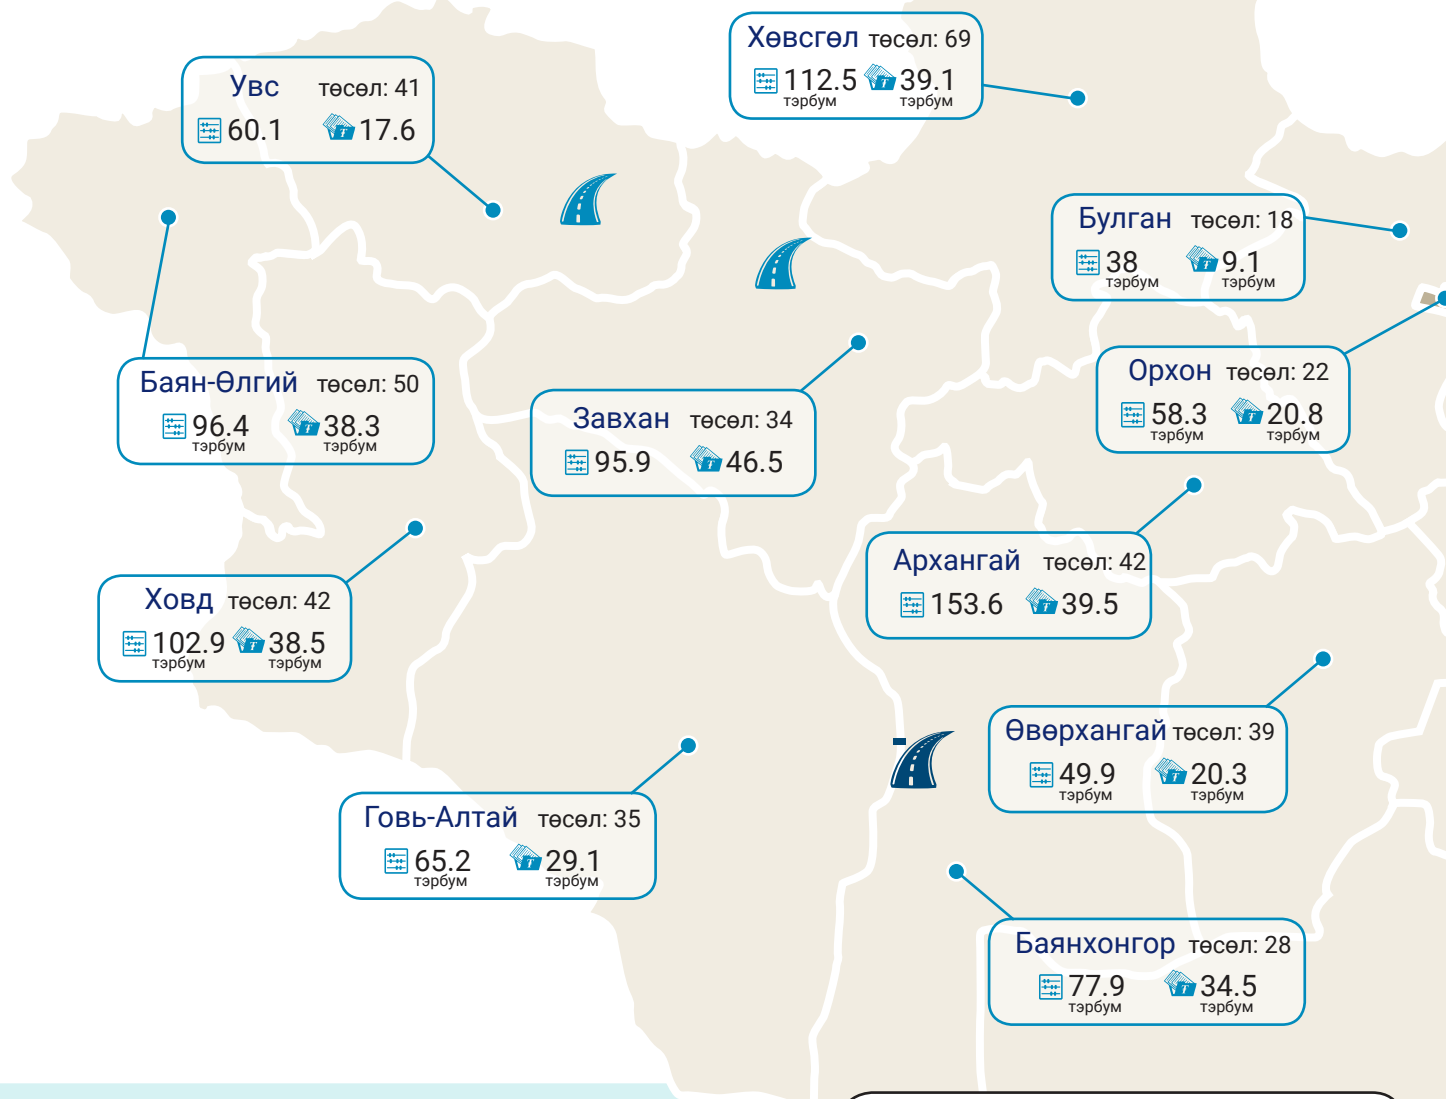 Хөвсгөл төсөл: 69
112.5 39.1
тэрбум тэрбум
Увс төсөл: 41
60.1 17.6
Булган төсөл: 18
38 9.1
тэрбум тэрбум
Баян-Өлгий төсөл: 50
96.4 38.3
тэрбум тэрбум
Орхон төсөл: 22
58.3 20.8
тэрбум тэрбум
Завхан төсөл: 34
95.9 46.5
Архангай төсөл: 42
153.6 39.5
Ховд төсөл: 42
102.9 38.5
тэрбум тэрбум
Өвөрхангай төсөл: 39
49.9 20.3
тэрбум тэрбум
Говь-Алтай төсөл: 35
65.2 29.1
тэрбум тэрбум
Баянхонгор төсөл: 28
77.9 34.5
тэрбум тэрбум